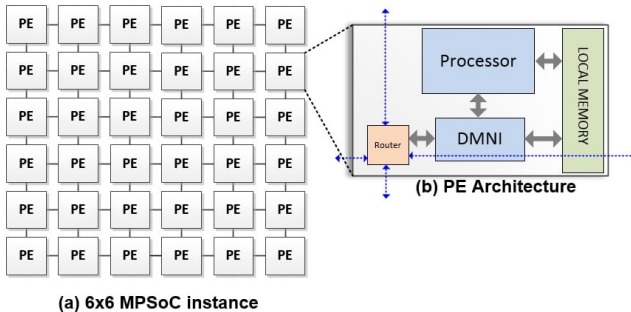 PE PE PE PE PE PE
PE PE PE PE PE PE
PE PE PE PE PE PE
PE PE PE PE PE PE
PE PE PE PE PE PE
PE PE PE PE PE PE
(a) 6x6 MPSoC instance
Processor
LOCAL MEMORY
Router
DMNI
(b) PE Architecture